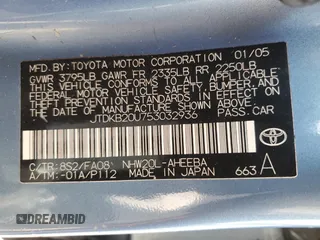 MFD. BY: TOYOTA MOTOR CORPORATION 01/05
GVWR 3795LB GAWR FR 2335LB RR 2250LB
THIS VEHICLE CONFORMS TO ALL APPLICABLE
FEDERAL MOTOR VEHICLE SAFETY, BUMPER, AND
THEFT PREVENTION STANDARDS IN EFFECT ON
THE DATE OF MANUFACTURE SHOWN ABOVE.
JTDKB20U753032936 PASS. CAR
C/TR: 8S2/FA08 NHW20L-AHEEBA
A/TM: -01A/P112 MADE IN JAPAN 663 A
TOYOTA
DREAMBID